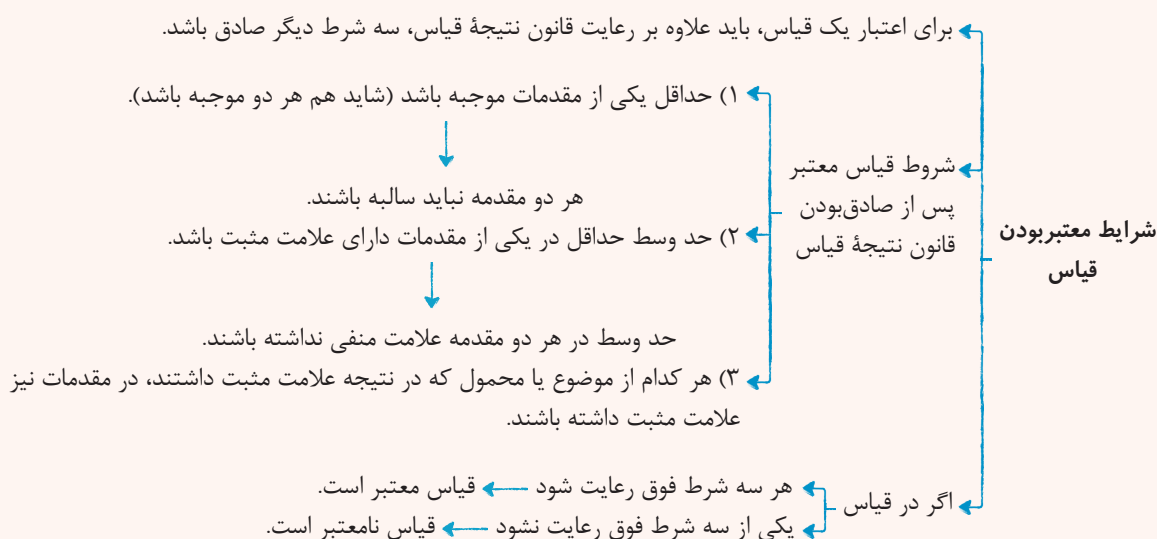 برای اعتبار یک قیاس، باید علاوه بر رعایت قانون نتیجۀ قیاس، سه شرط دیگر صادق باشد.
۱) حداقل یکی از مقدمات موجبه باشد (شاید هم هر دو موجبه باشد).
شروط قیاس معتبر
پس از صادق‌بودن
قانون نتیجۀ قیاس
هر دو مقدمه نباید سالبه باشند.
۲) حد وسط حداقل در یکی از مقدمات دارای علامت مثبت باشد.
شرایط معتبربودن
قیاس
حد وسط در هر دو مقدمه علامت منفی نداشته باشند.
۳) هر کدام از موضوع یا محمول که در نتیجه علامت مثبت داشتند، در مقدمات نیز
علامت مثبت داشته باشند.
اگر در قیاس
هر سه شرط فوق رعایت شود
قیاس معتبر است.
یکی از سه شرط فوق رعایت نشود
قیاس نامعتبر است.